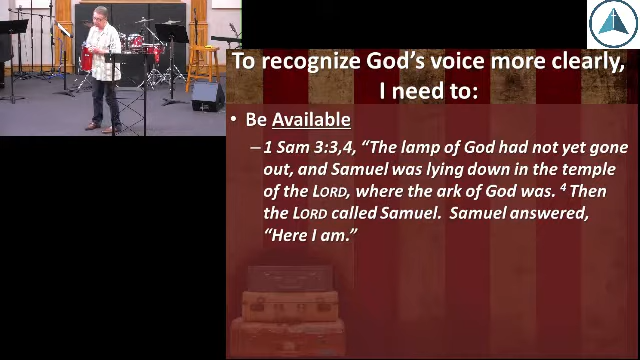 To recognize God's voice more clearly,
I need to:
• Be Available
–1 Sam 3:3,4, “The lamp of God had not yet gone
out, and Samuel was lying down in the temple
of the LORD, where the ark of God was. ⁴ Then
the LORD called Samuel.  Samuel answered,
“Here I am.”